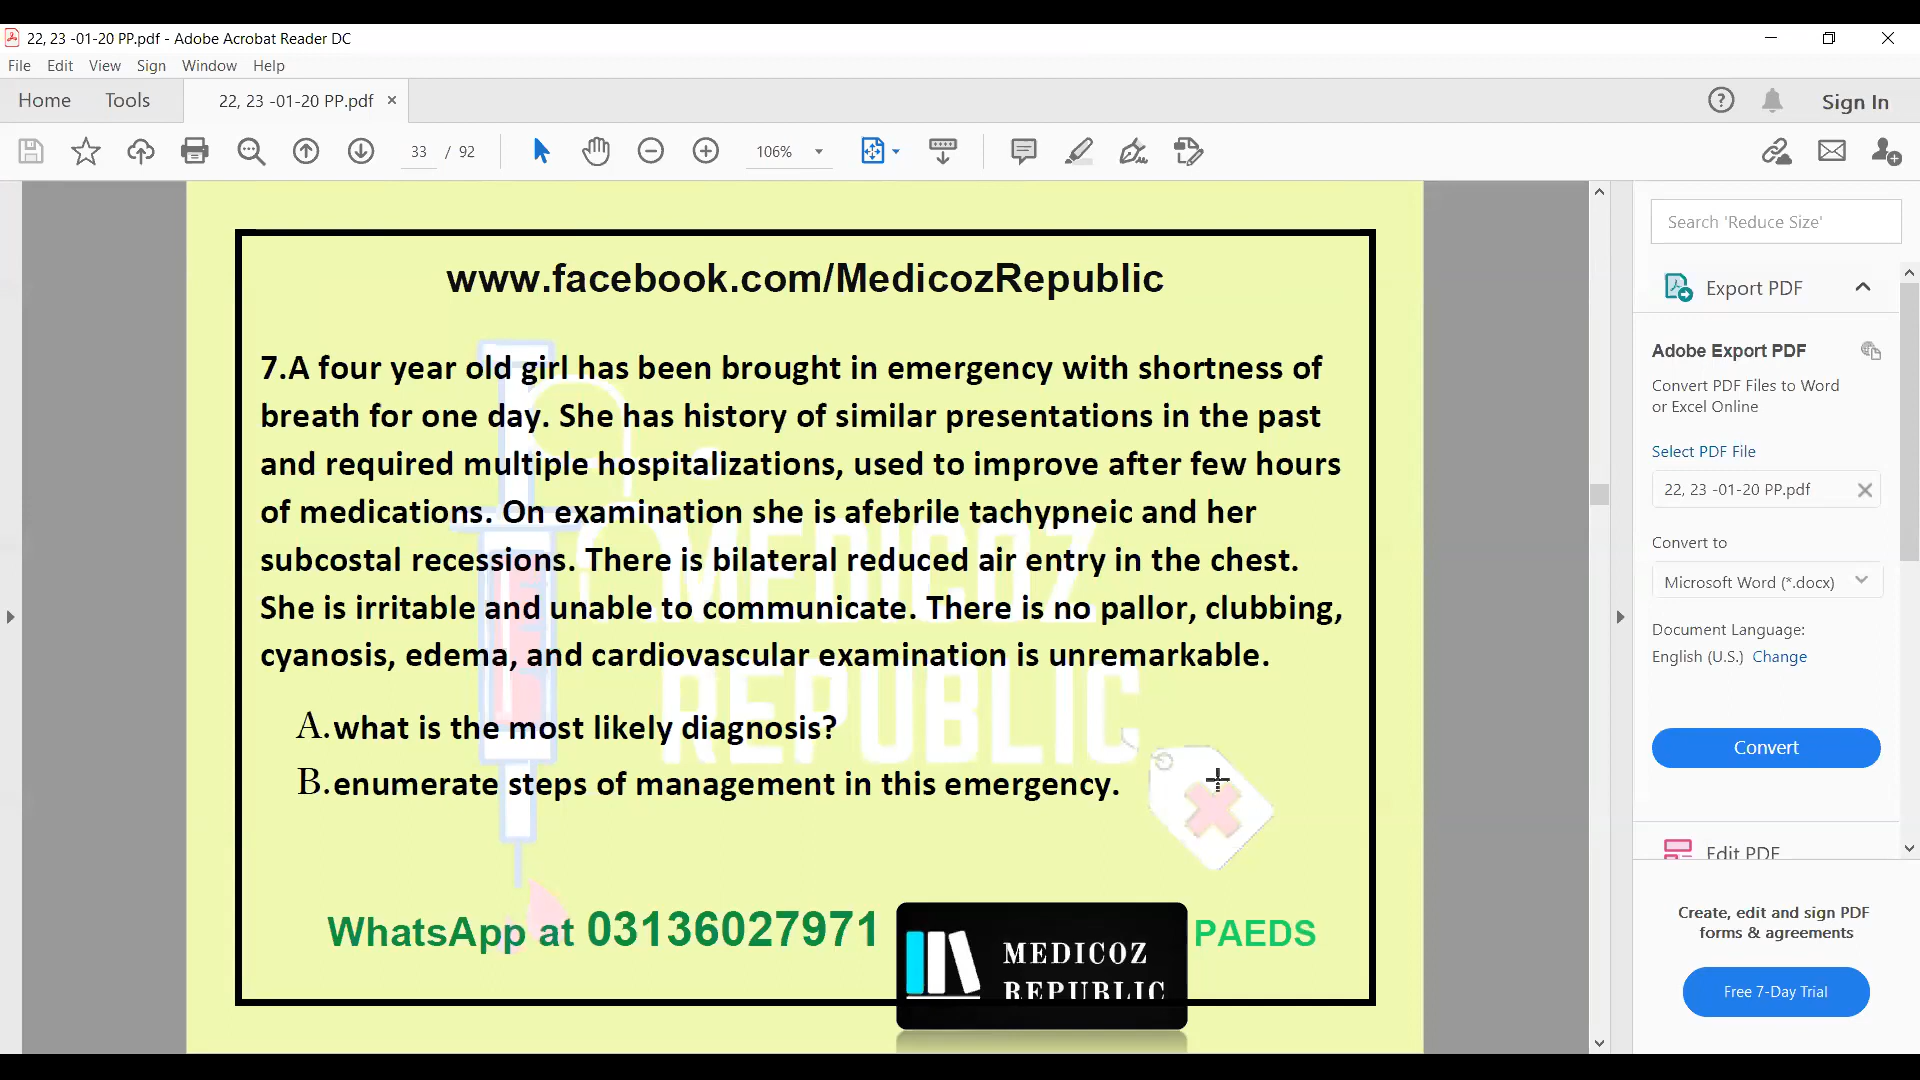 22, 23 -01-20 PP.pdf - Adobe Acrobat Reader DC
File Edit View Sign Window Help
Home Tools 22, 23 -01-20 PP.pdf × Sign In
33 / 92 106%
www.facebook.com/MedicozRepublic
7.A four year old girl has been brought in emergency with shortness of
breath for one day. She has history of similar presentations in the past
and required multiple hospitalizations, used to improve after few hours
of medications. On examination she is afebrile tachypneic and her
subcostal recessions. There is bilateral reduced air entry in the chest.
She is irritable and unable to communicate. There is no pallor, clubbing,
cyanosis, edema, and cardiovascular examination is unremarkable.
A.what is the most likely diagnosis?
B.enumerate steps of management in this emergency.
MEDICOZ
REPUBLIC
WhatsApp at 03136027971
MEDICOZ
REPUBLIC
PAEDS
Search 'Reduce Size'
Export PDF
Adobe Export PDF
Convert PDF Files to Word
or Excel Online
Select PDF File
22, 23 -01-20 PP.pdf
Convert to
Microsoft Word (*.docx)
Document Language:
English (U.S.) Change
Convert
Edit PDF
Create, edit and sign PDF
forms & agreements
Free 7-Day Trial